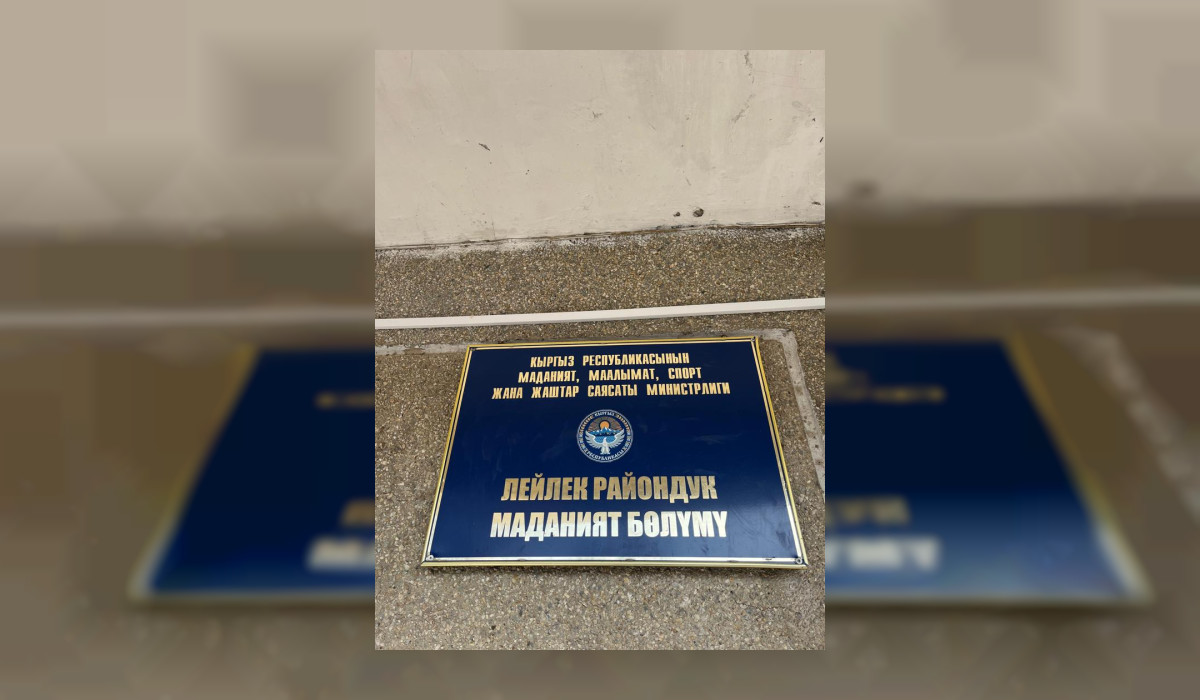 КЫРГЫЗ РЕСПУБЛИКАСЫНЫН
МАДАНИЯТ, МААЛЫМАТ, СПОРТ
ЖАНА ЖАШТАР САЯСАТЫ МИНИСТРЛИГИ
ЛЕЙЛЕК РАЙОНДУК
МАДАНИЯТ БӨЛҮМҮ